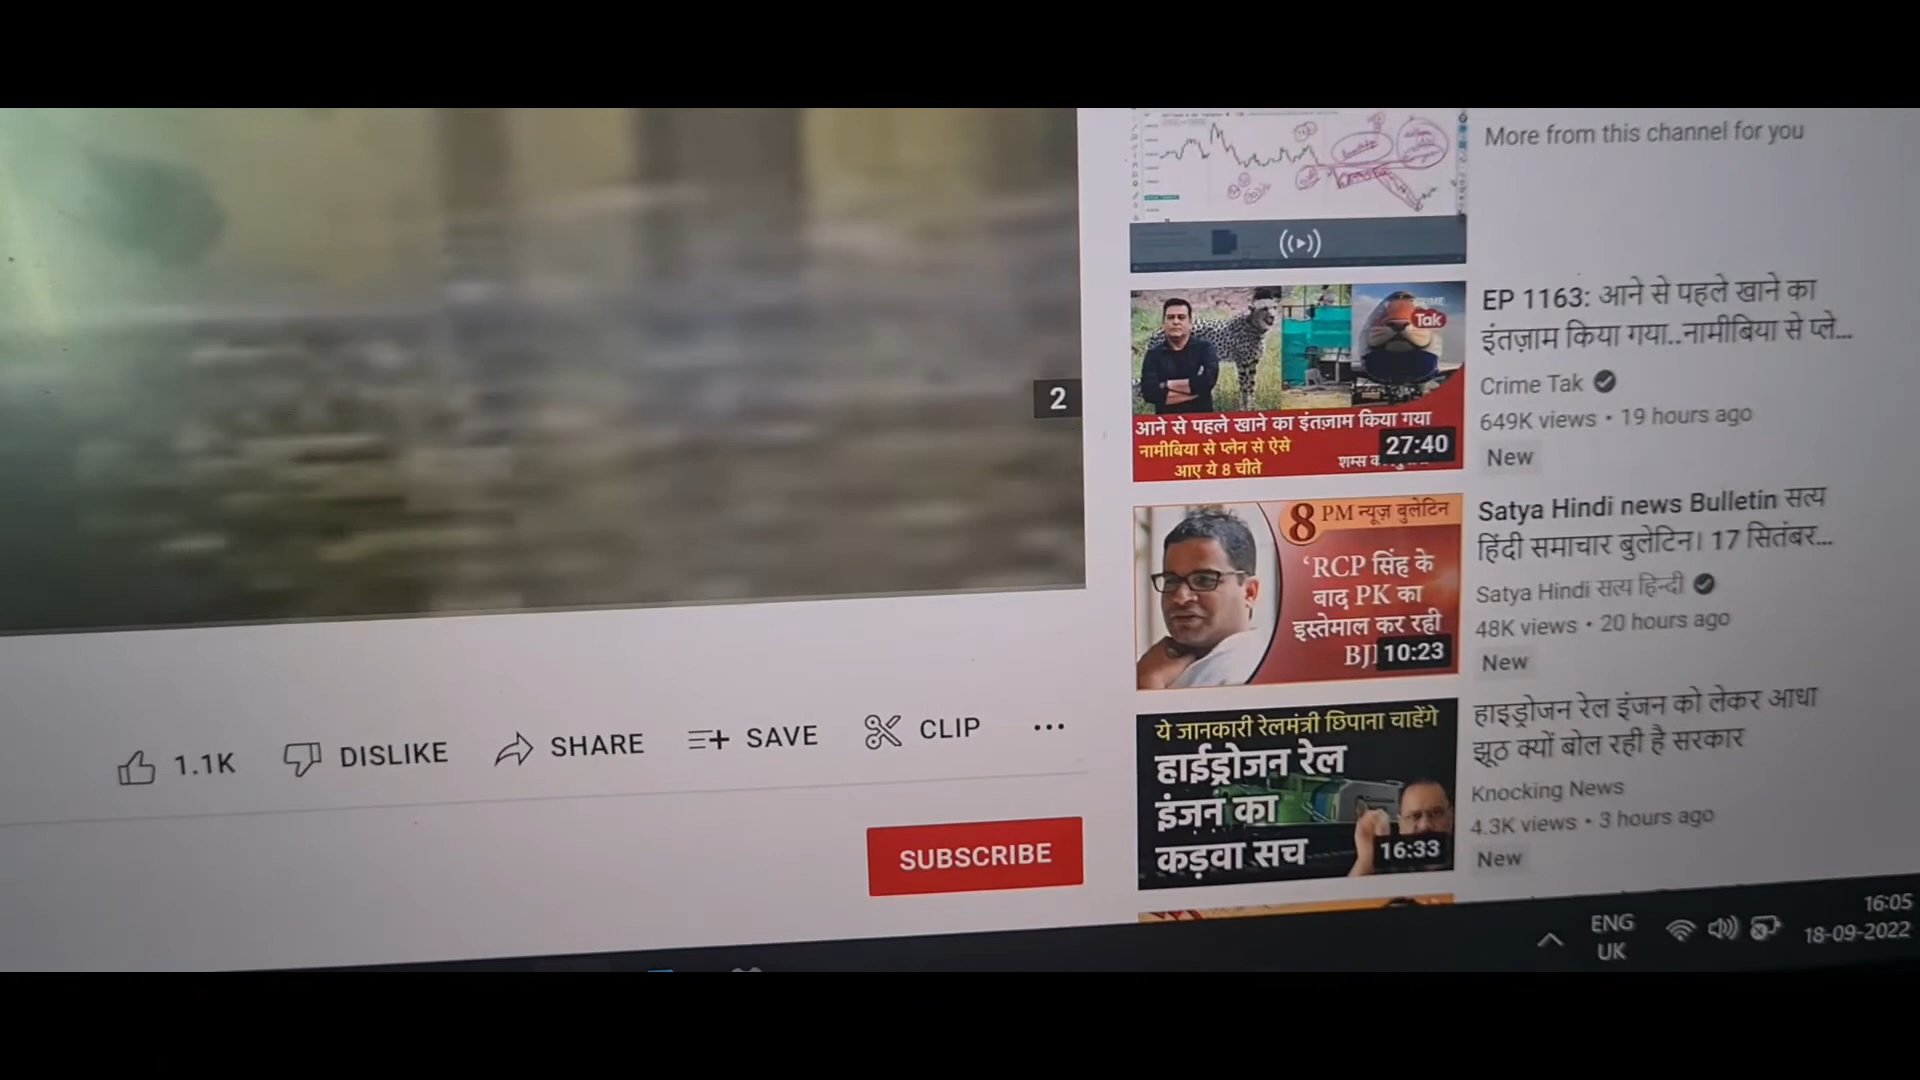 More from this channel for you
EP 1163: आने से पहले खाने का
इंतज़ाम किया गया..नामीबिया से प्ले...
Crime Tak
649K views • 19 hours ago
New
Tak
आने से पहले खाने का इंतज़ाम किया गया
नामीबिया से प्लेन से ऐसे
आए ये 8 चीते
शम्स
27:40
2
Satya Hindi news Bulletin सत्य
हिंदी समाचार बुलेटिन। 17 सितंबर...
Satya Hindi सत्य हिन्दी
48K views • 20 hours ago
New
8 PM न्यूज़ बुलेटिन
‘RCP सिंह के
बाद PK का
इस्तेमाल कर रही
10:23
हाइड्रोजन रेल इंजन को लेकर आधा
झूठ क्यों बोल रही है सरकार
Knocking News
4.3K views • 3 hours ago
New
ये जानकारी रेलमंत्री छिपाना चाहेंगे
हाईड्रोजन रेल
इंजन का
कड़वा सच
16:33
1.1K DISLIKE SHARE SAVE CLIP ...
SUBSCRIBE
ENG
UK
16:05
18-09-2022